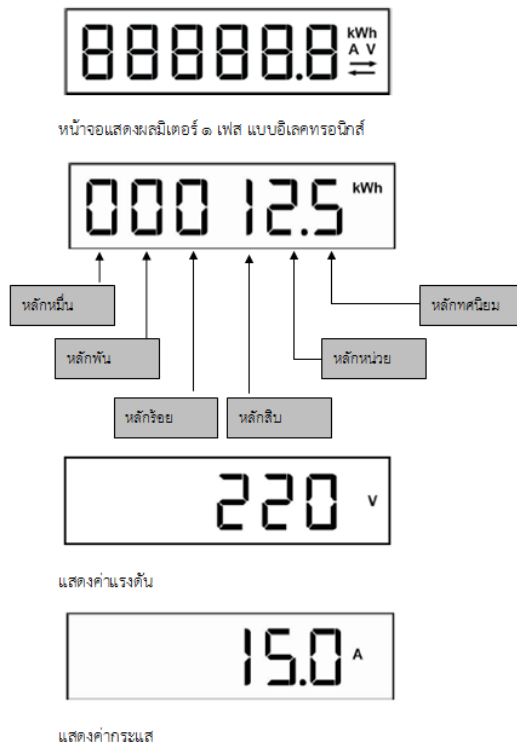 88888.8 kWh
A V
หน้าจอแสดงผลมิเตอร์ ๑ เฟส แบบอิเลคทรอนิกส์
00012.5 kWh
หลักหมื่น
หลักทศนิยม
หลักพัน
หลักหน่วย
หลักร้อย
หลักสิบ
220 V
แสดงค่าแรงดัน
15.0 A
แสดงค่ากระแส